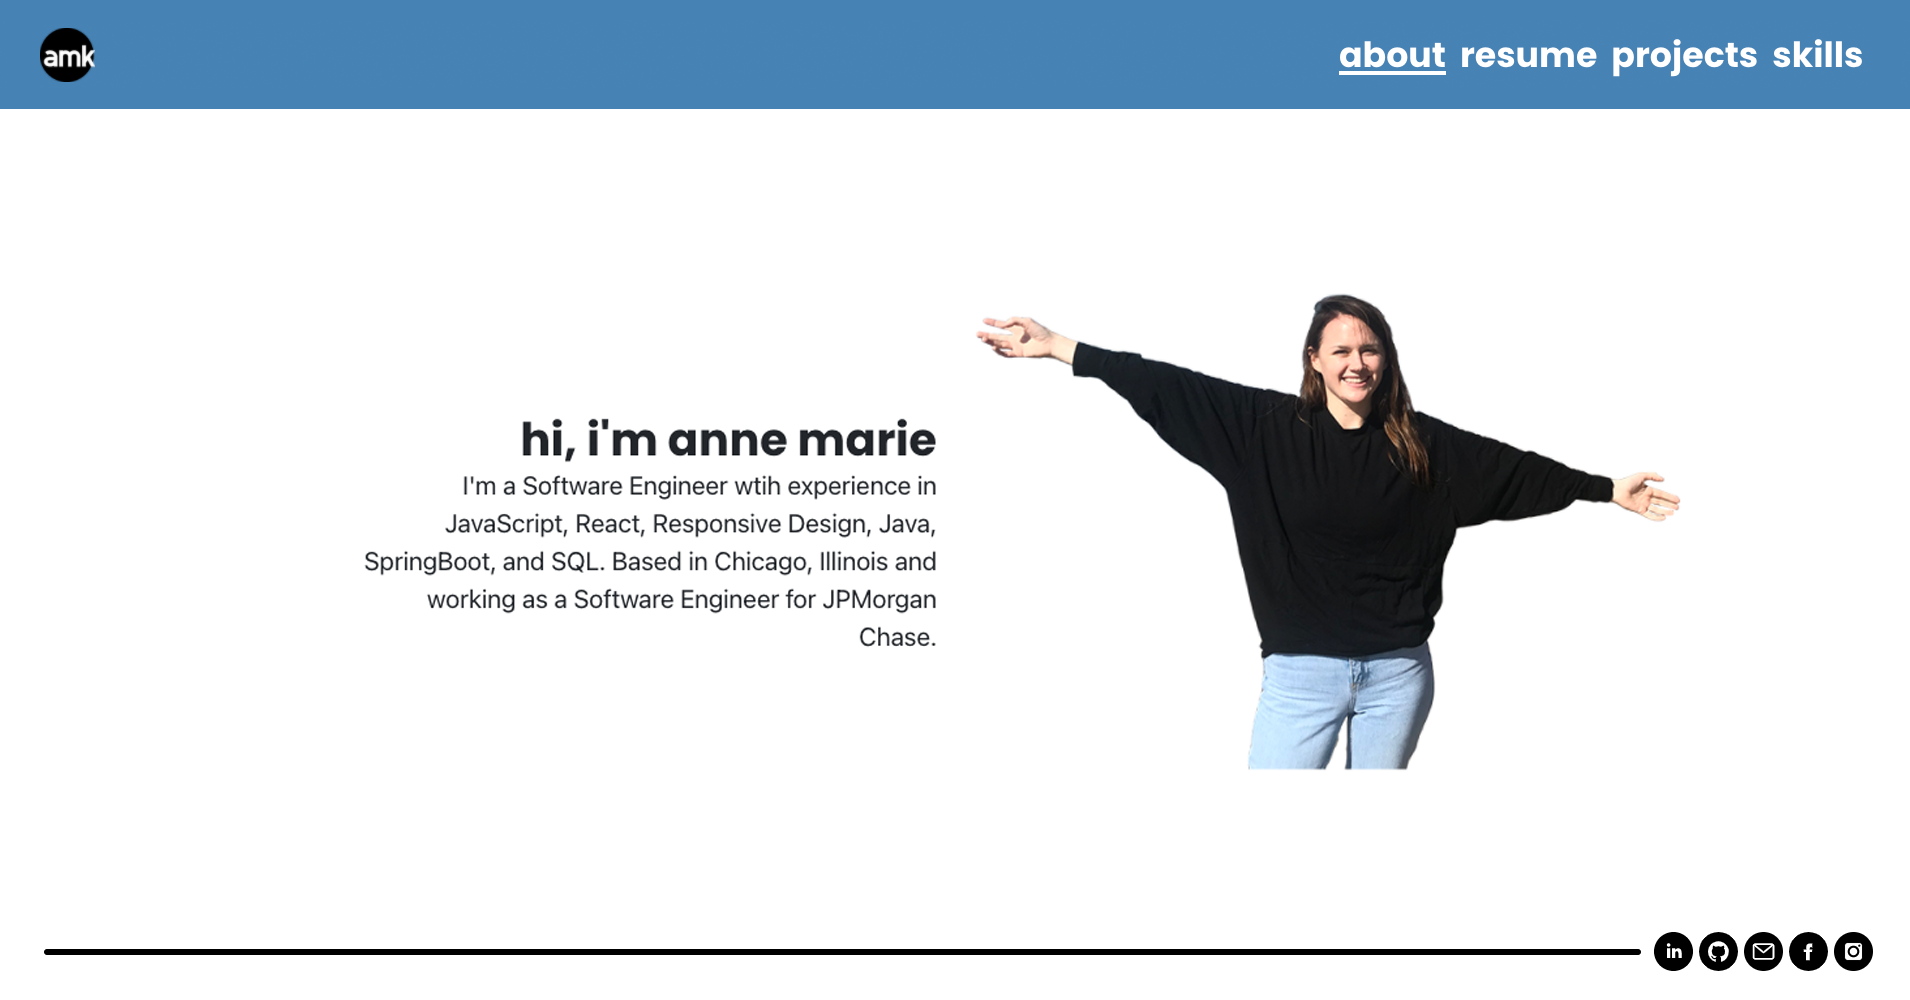 amk
about resume projects skills
hi, i'm anne marie
I'm a Software Engineer wtih experience in
JavaScript, React, Responsive Design, Java,
SpringBoot, and SQL. Based in Chicago, Illinois and
working as a Software Engineer for JPMorgan
Chase.
in
f